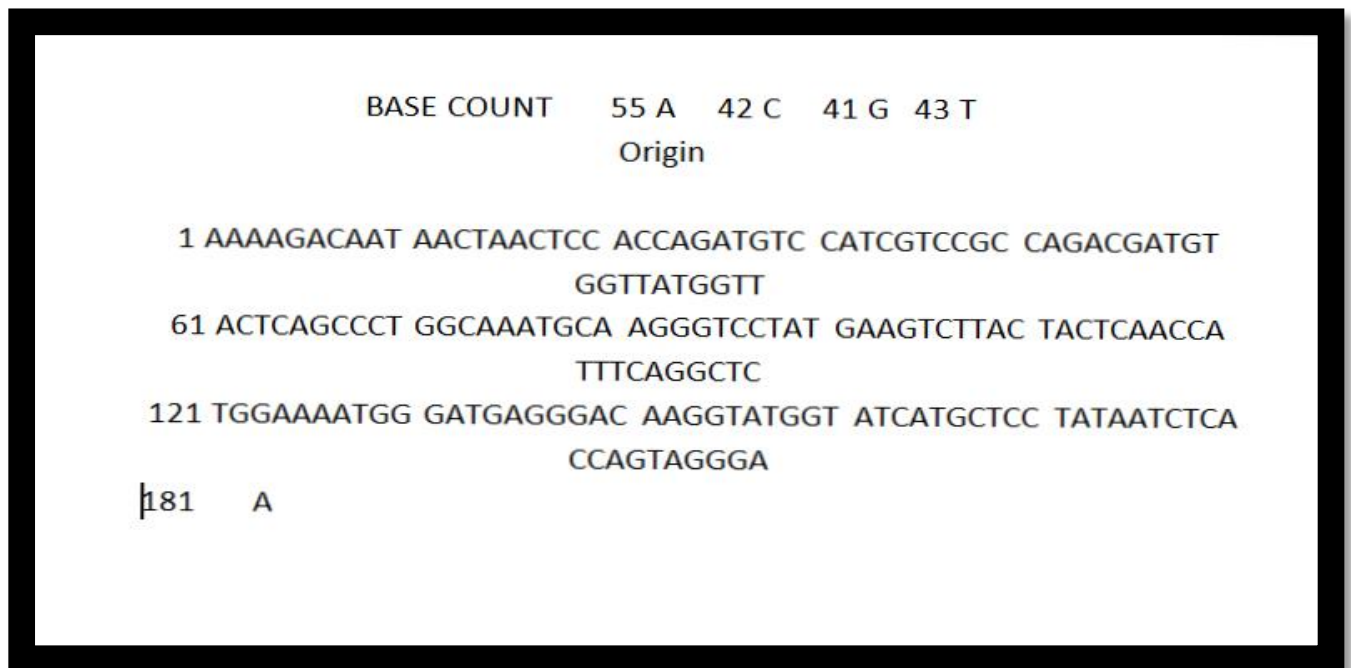 BASE COUNT 55 A 42 C 41 G 43 T
Origin
1 AAAAGACAAT AACTAACTCC ACCAGATGTC CATCGTCCGC CAGACGATGT
GGTTATGGTT
61 ACTCAGCCCT GGCAAATGCA AGGGTCCTAT GAAGTCTTAC TACTCAACCA
TTTCAGGCTC
121 TGGAAAATGG GATGAGGGAC AAGGTATGGT ATCATGCTCC TATAATCTCA
CCAGTAGGGA
181 A